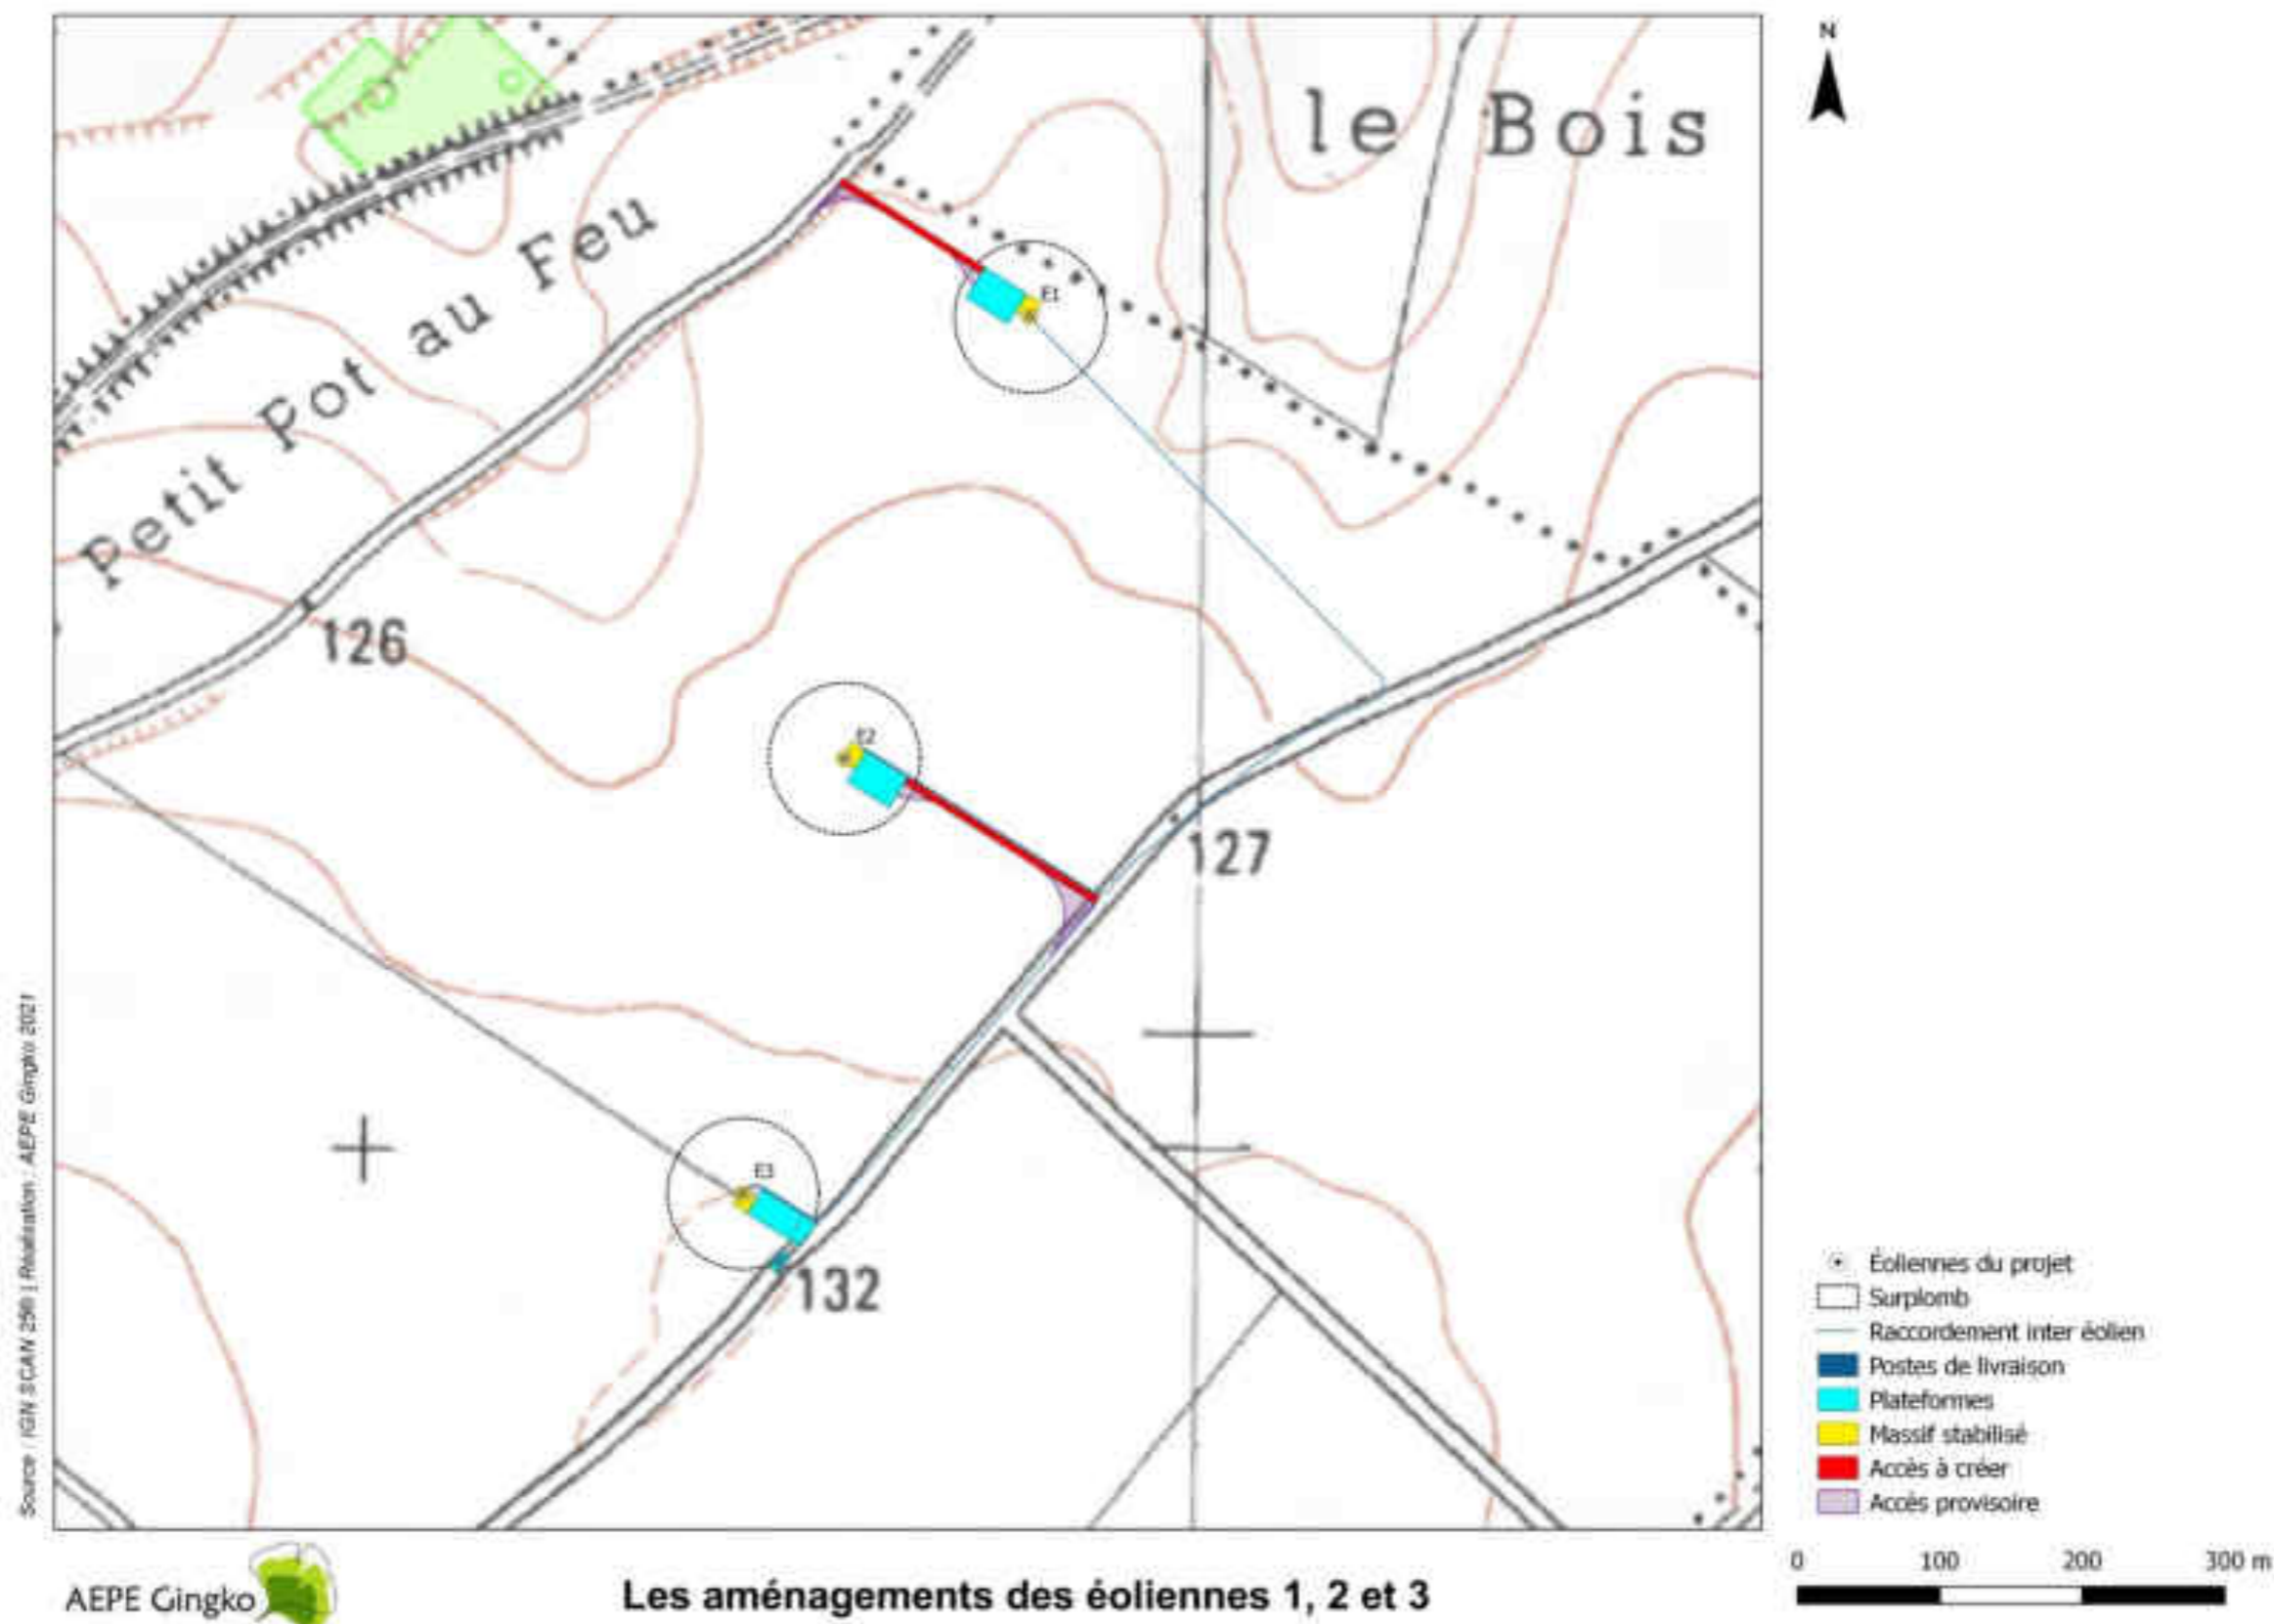 N
le Bois
Petit Pot au Feu
E1
126
E2
127
E3
132
Source : IGN SCAN 250 | Réalisation : AEPE Gingko 2021
Éoliennes du projet
Surplomb
Raccordement inter éolien
Postes de livraison
Plateformes
Massif stabilisé
Accès à créer
Accès provisoire
0 100 200 300 m
AEPE Gingko
Les aménagements des éoliennes 1, 2 et 3